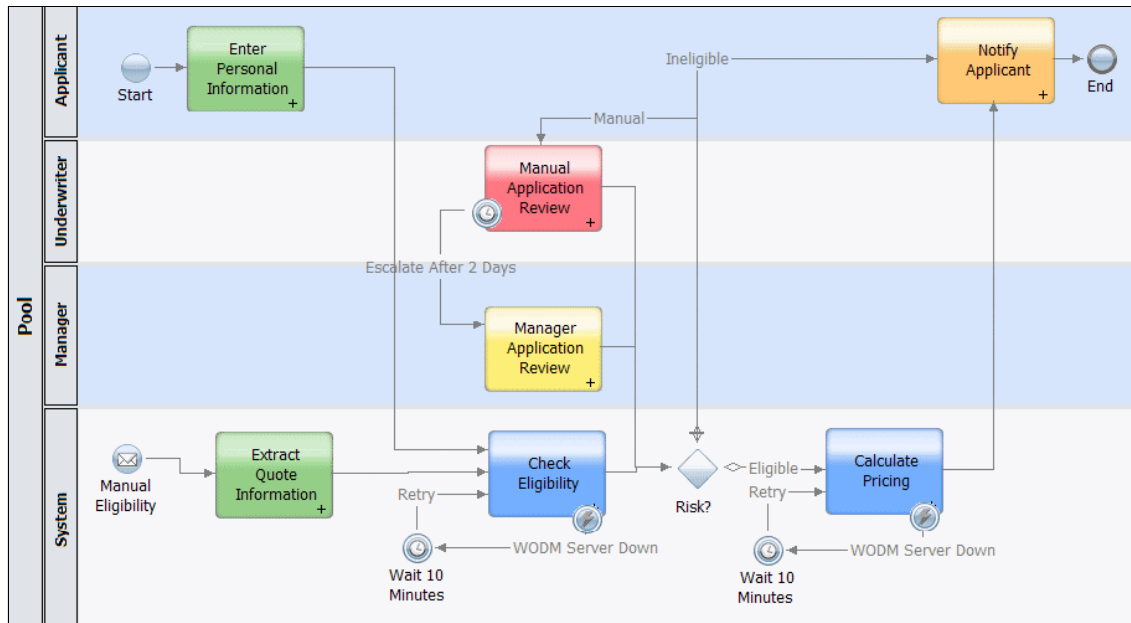 Pool
Applicant
Start
Enter
Personal
Information
Ineligible
Notify
Applicant
End
Manual
Underwriter
Manual
Application
Review
Escalate After 2 Days
Manager
Manager
Application
Review
System
Manual
Eligibility
Extract
Quote
Information
Check
Eligibility
Retry
WODM Server Down
Wait 10
Minutes
Risk?
Eligible
Retry
Calculate
Pricing
WODM Server Down
Wait 10
Minutes